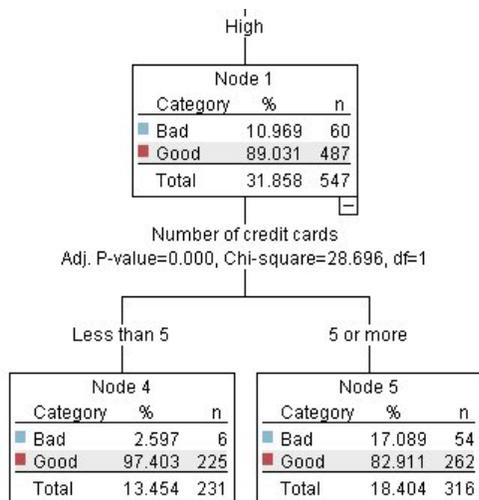 High
Node 1
Category % n
Bad 10.969 60
Good 89.031 487
Total 31.858 547
Number of credit cards
Adj. P-value=0.000, Chi-square=28.696, df=1
Less than 5 5 or more
Node 4
Category % n
Bad 2.597 6
Good 97.403 225
Total 13.454 231
Node 5
Category % n
Bad 17.089 54
Good 82.911 262
Total 18.404 316